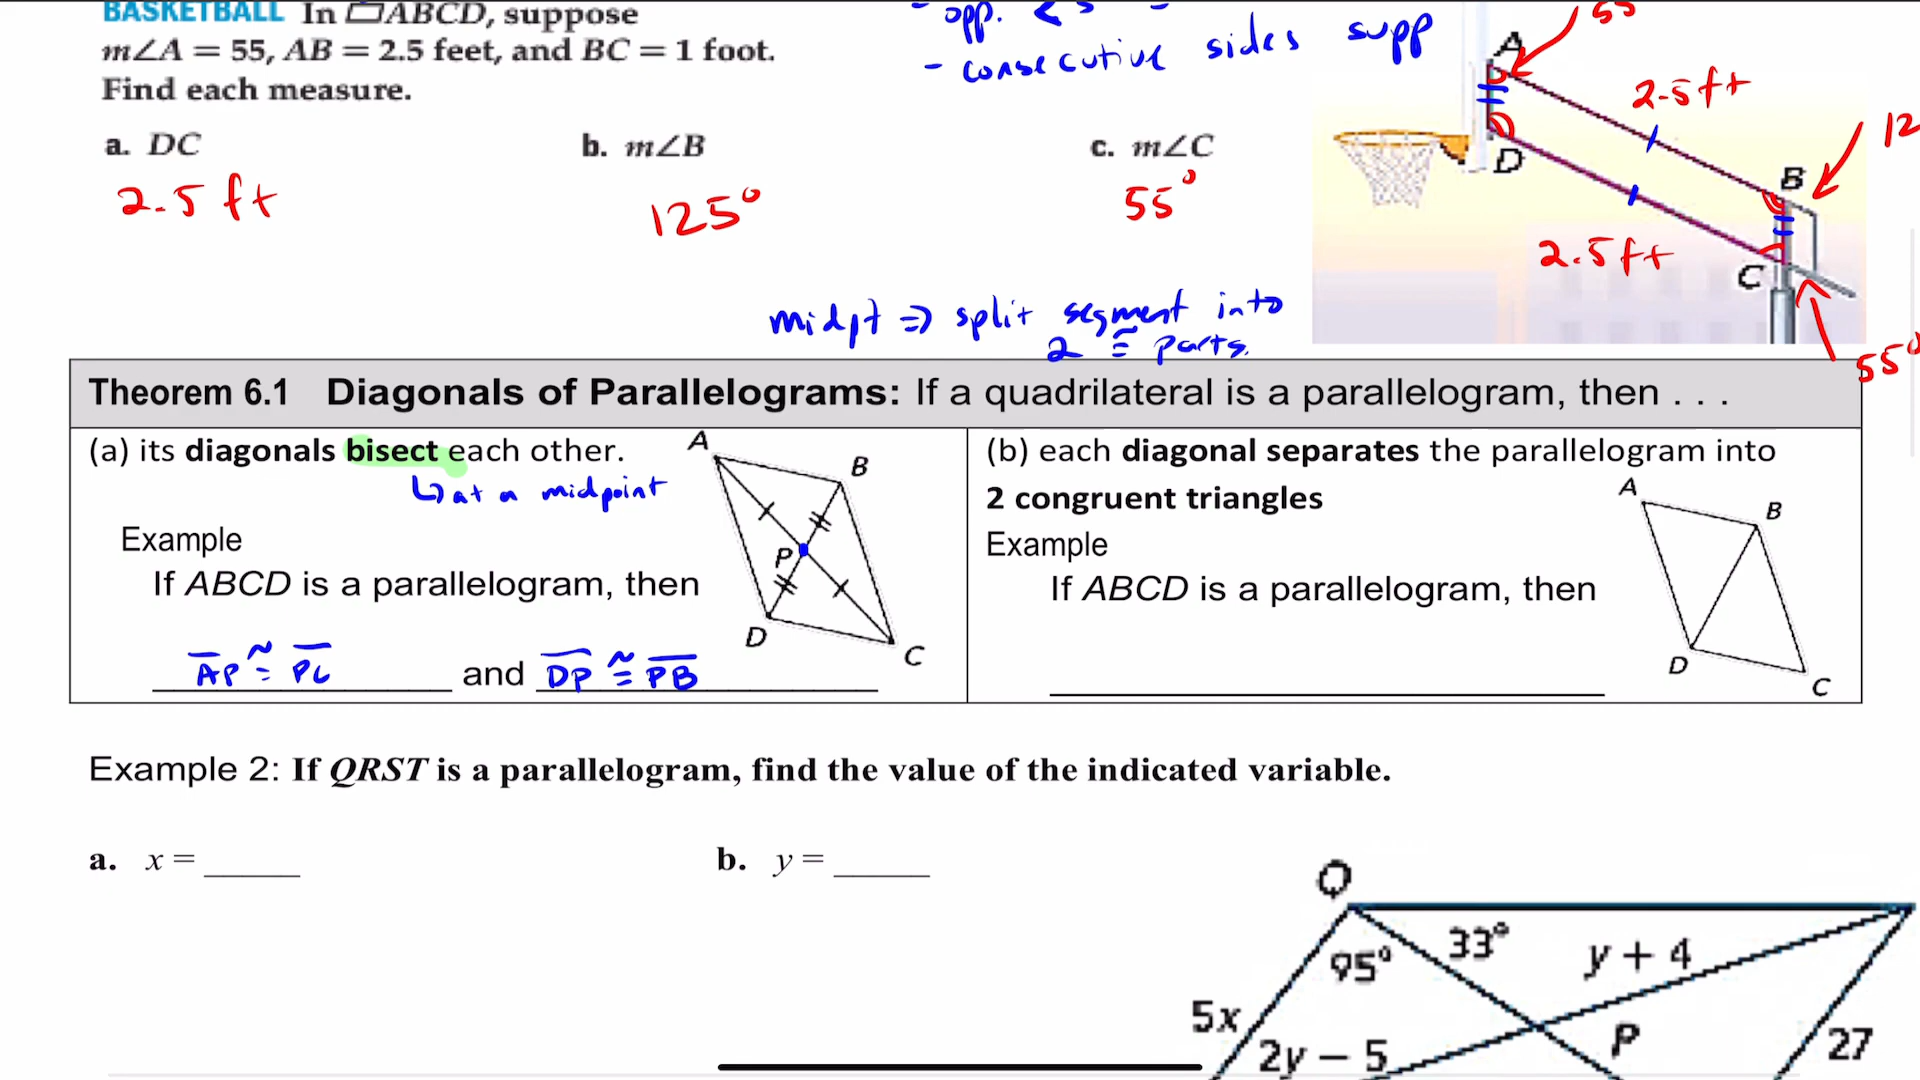 BASKETBALL In ▱ABCD, suppose
m∠A = 55, AB = 2.5 feet, and BC = 1 foot.
Find each measure.
- opp. ∠s
- consecutive sides supp
a. DC
2.5 ft
b. m∠B
125°
c. m∠C
55°
A
55
2.5 ft
D
B
12
2.5 ft
C
55°
midpt ⇒ split segment into
2 ≅ parts.
Theorem 6.1 Diagonals of Parallelograms: If a quadrilateral is a parallelogram, then . . .
(a) its diagonals bisect each other.
↳ at a midpoint
Example
If ABCD is a parallelogram, then
AP ≅ PC and DP ≅ PB
A
B
P
D
C
(b) each diagonal separates the parallelogram into
2 congruent triangles
Example
If ABCD is a parallelogram, then
A
B
D
C
Example 2: If QRST is a parallelogram, find the value of the indicated variable.
a. x =
b. y =
Q
95°
33°
y + 4
5x
2y – 5
P
27